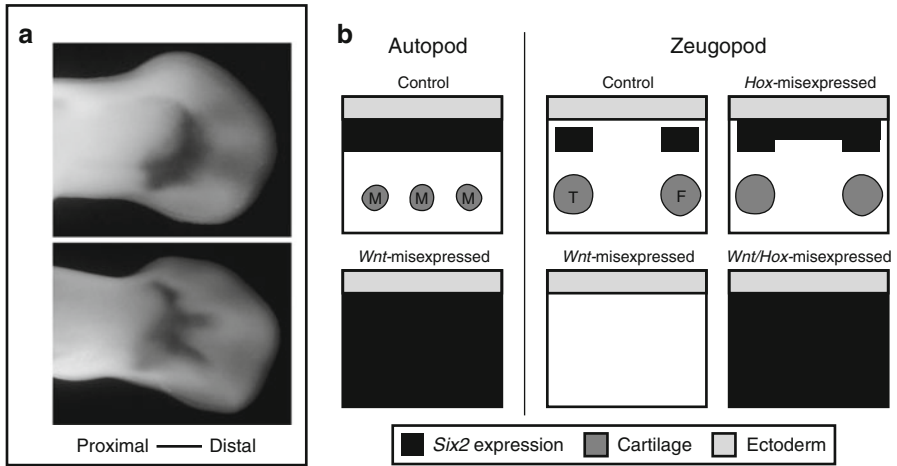 a
Proximal Distal
b
Autopod
Zeugopod
Control
Control
Hox-misexpressed
M M M
T F
Wnt-misexpressed
Wnt-misexpressed
Wnt/Hox-misexpressed
Six2 expression Cartilage Ectoderm